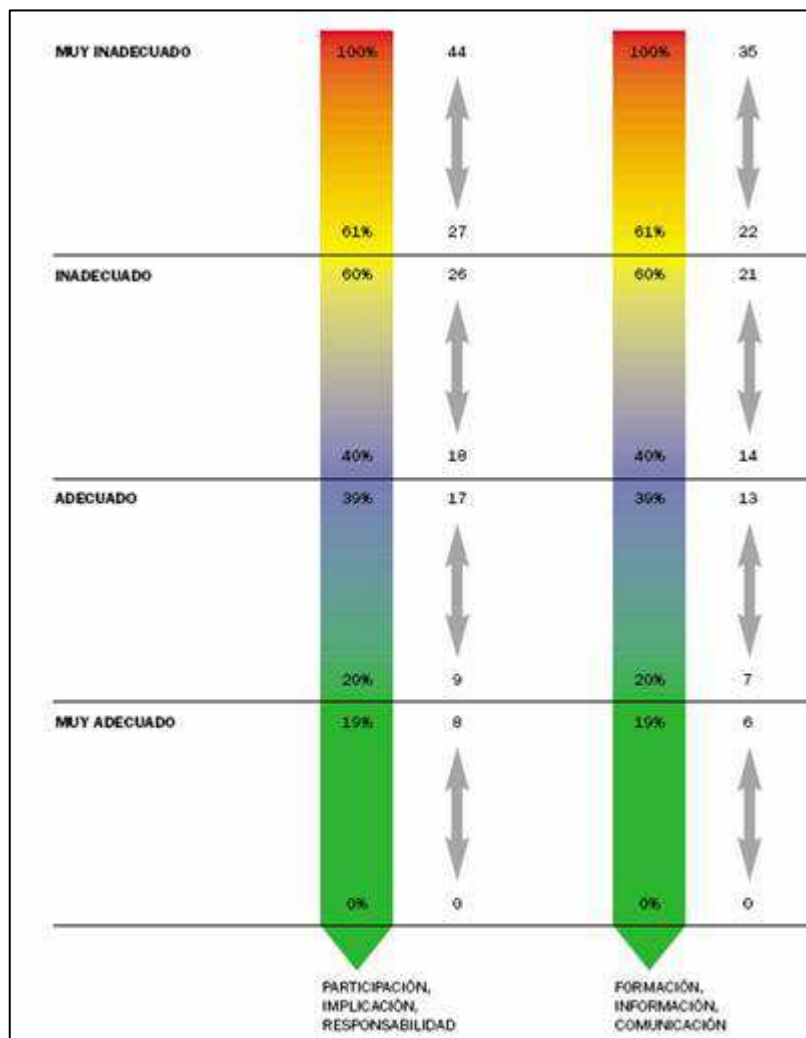 MUY INADECUADO 100% 44 100% 35
61% 27 61% 22
INADECUADO 60% 26 60% 21
40% 18 40% 14
ADECUADO 39% 17 39% 13
20% 9 20% 7
MUY ADECUADO 19% 8 19% 6
0% 0 0% 0
PARTICIPACIÓN, FORMACIÓN,
IMPLICACIÓN, INFORMACIÓN,
RESPONSABILIDAD COMUNICACIÓN